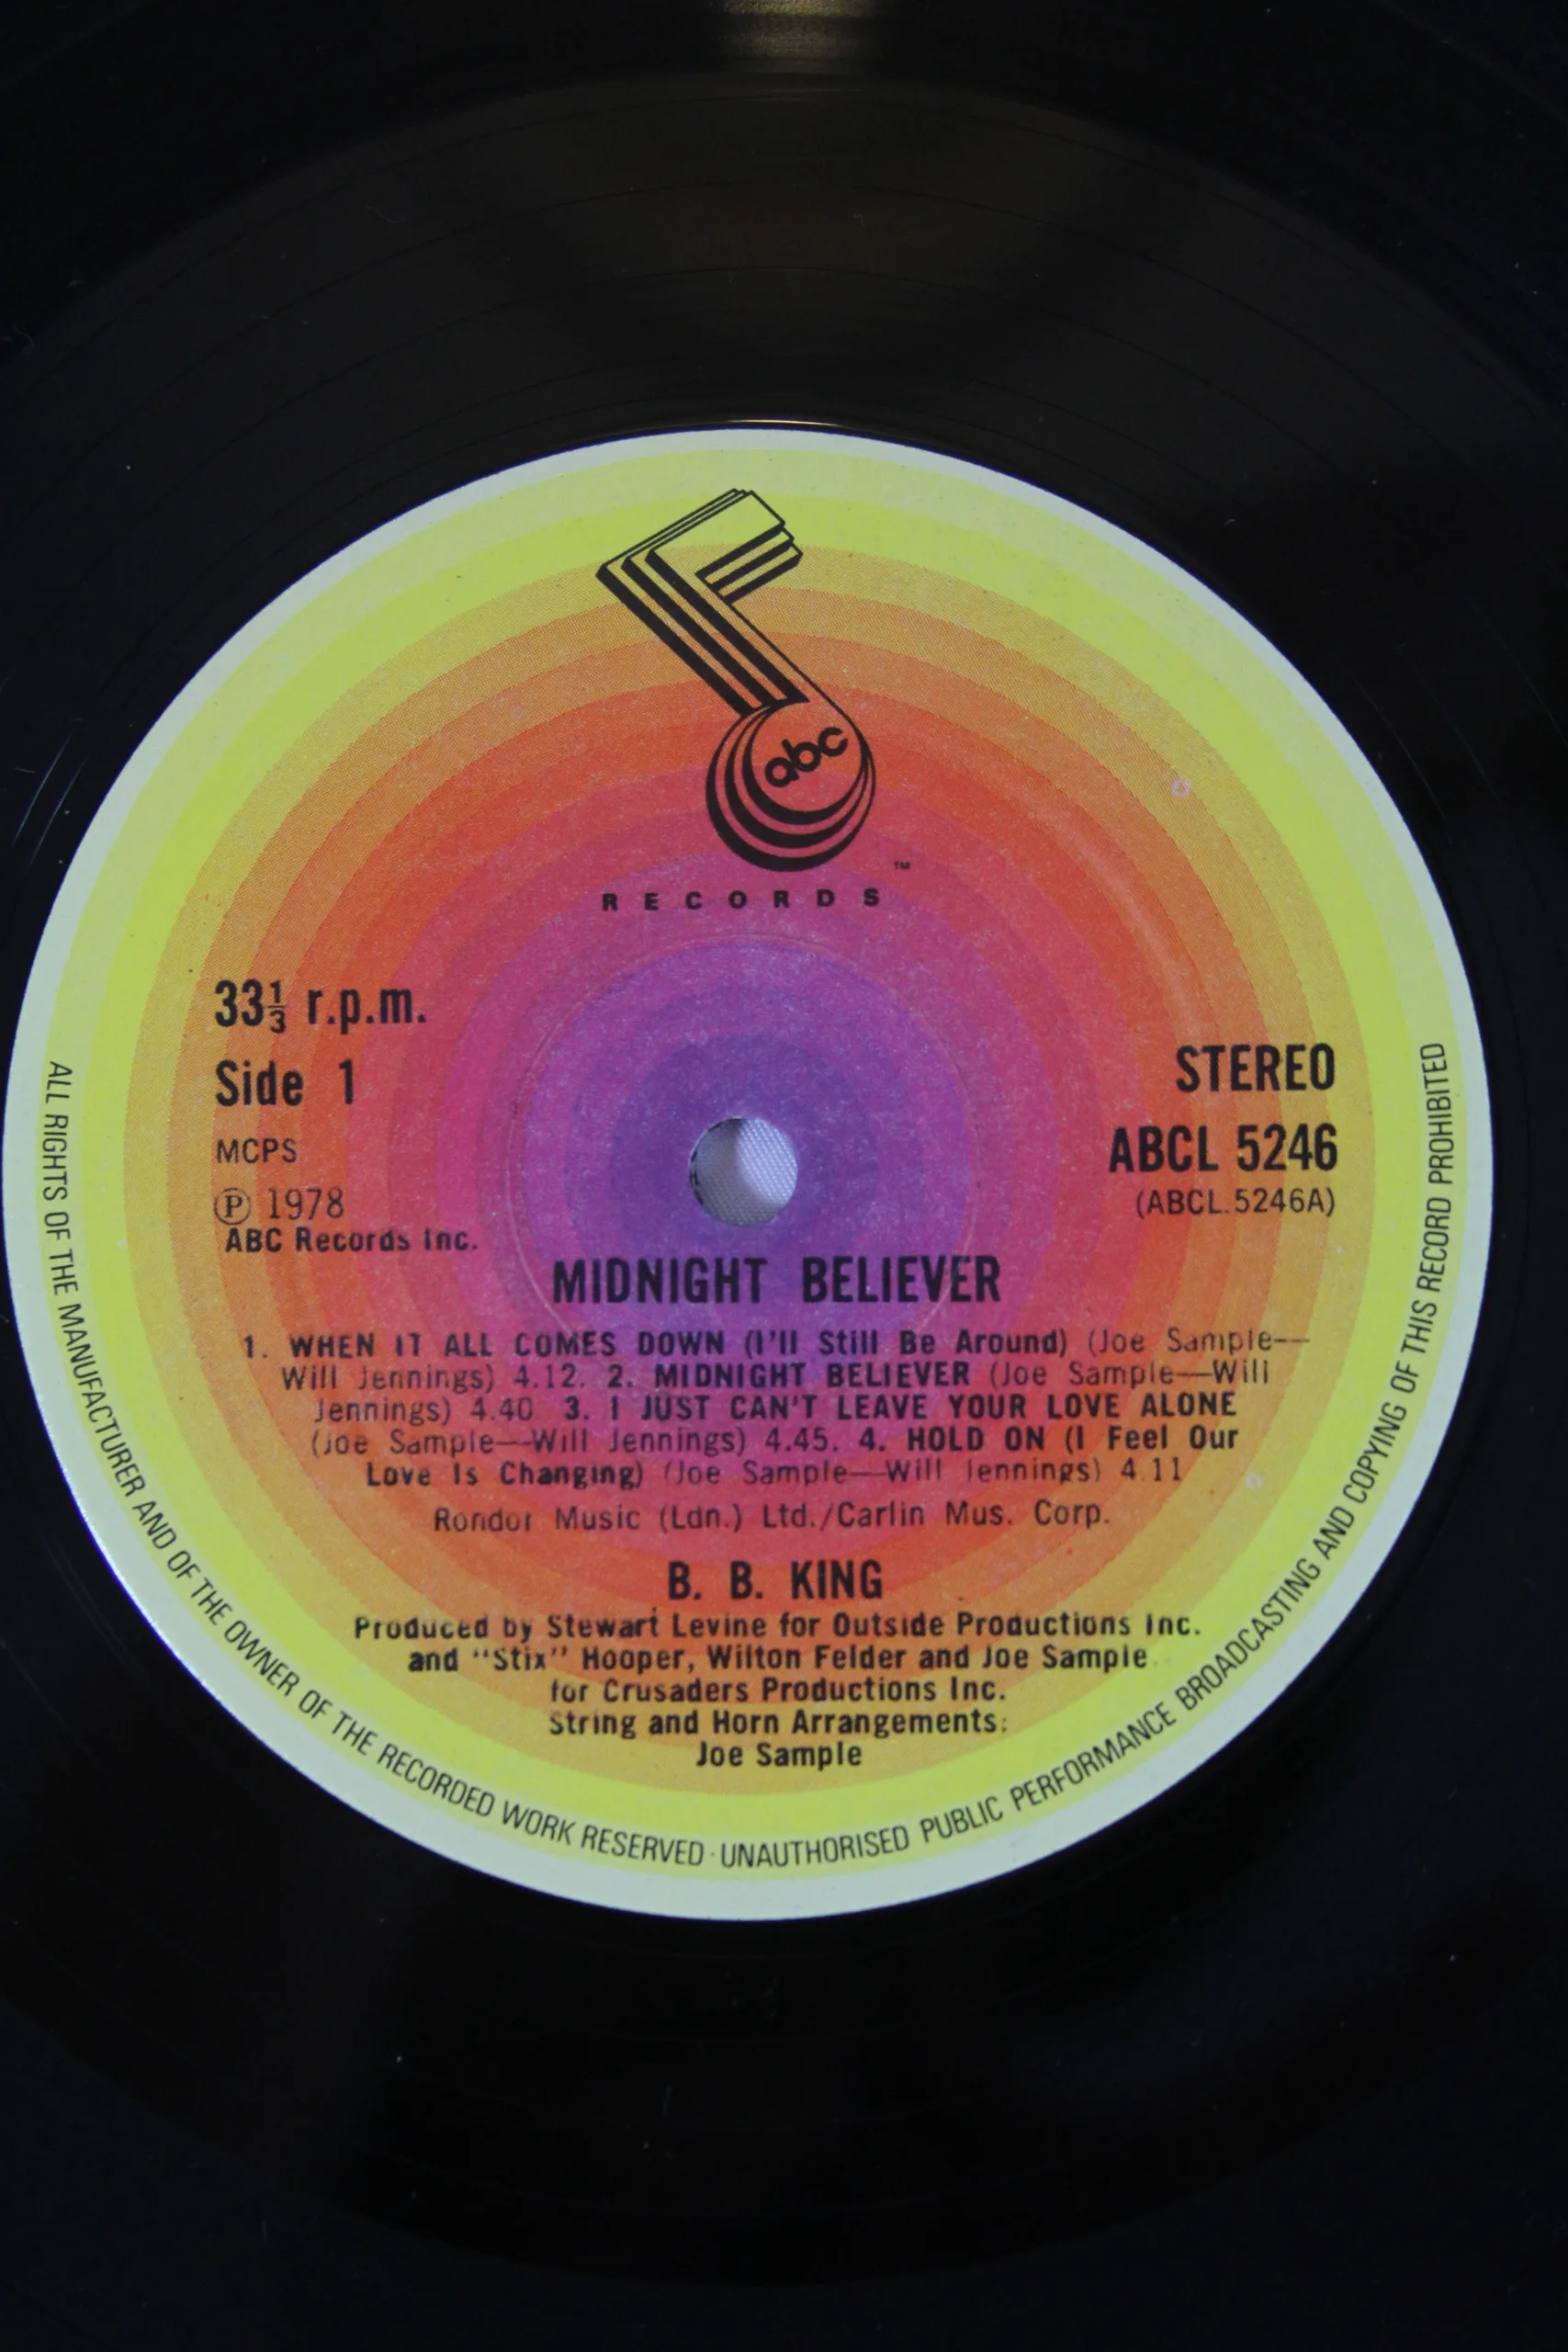 abc
™
RECORDS
33⅓ r.p.m.
Side 1
MCPS
℗ 1978
ABC Records Inc.
STEREO
ABCL 5246
(ABCL.5246A)
MIDNIGHT BELIEVER
1. WHEN IT ALL COMES DOWN (I'll Still Be Around) (Joe Sample—
Will Jennings) 4.12. 2. MIDNIGHT BELIEVER (Joe Sample—Will
Jennings) 4.40 3. I JUST CAN'T LEAVE YOUR LOVE ALONE
(Joe Sample—Will Jennings) 4.45. 4. HOLD ON (I Feel Our
Love Is Changing) (Joe Sample—Will Jennings) 4.11
Rondor Music (Ldn.) Ltd./Carlin Mus. Corp.
B. B. KING
Produced by Stewart Levine for Outside Productions Inc.
and "Stix" Hooper, Wilton Felder and Joe Sample
for Crusaders Productions Inc.
String and Horn Arrangements:
Joe Sample
ALL RIGHTS OF THE MANUFACTURER AND OF THE OWNER OF THE RECORDED WORK RESERVED · UNAUTHORISED PUBLIC PERFORMANCE BROADCASTING AND COPYING OF THIS RECORD PROHIBITED